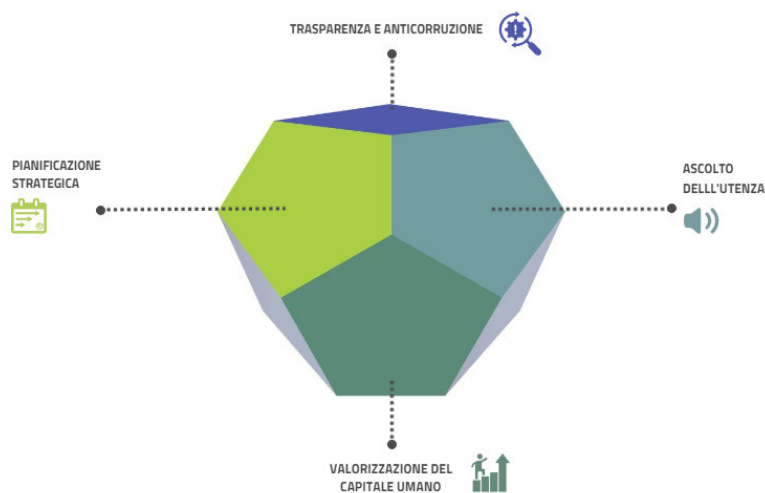 TRASPARENZA E ANTICORRUZIONE
PIANIFICAZIONE
STRATEGICA
ASCOLTO
DELLL'UTENZA
VALORIZZAZIONE DEL
CAPITALE UMANO